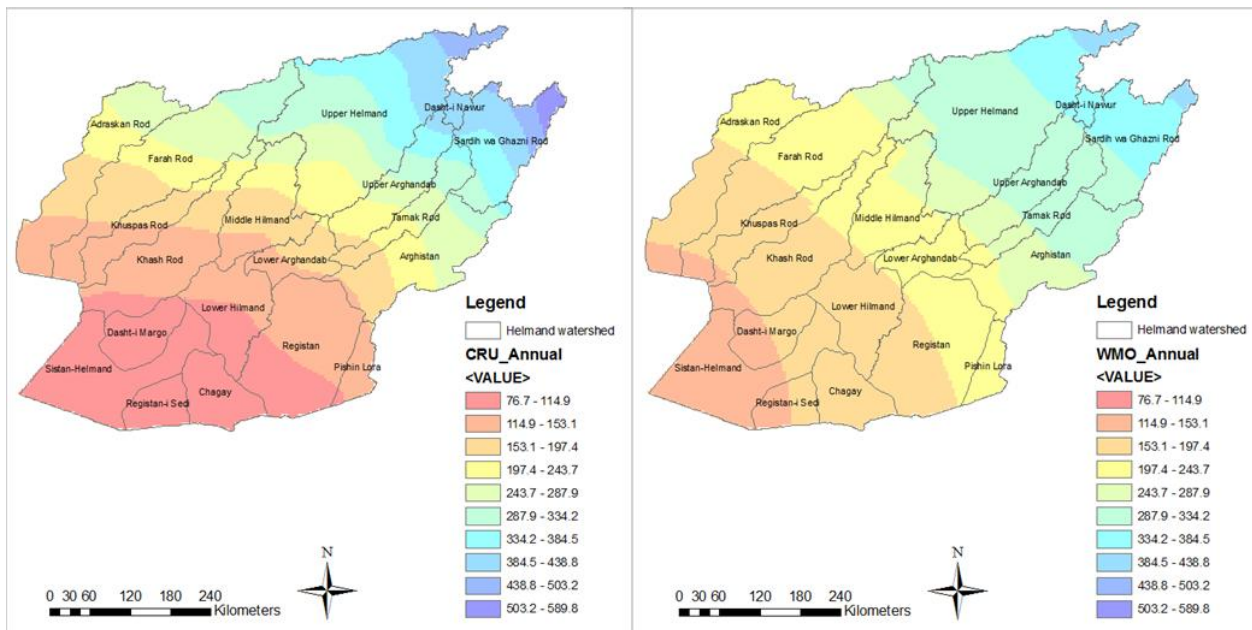 Adraskan Rod
Farah Rod
Upper Helmand
Dasht-i Nawur
Sardih wa Ghazni Rod
Upper Arghandab
Khuspas Rod
Middle Hilmand
Tamak Rod
Khash Rod
Lower Arghandab
Arghistan
Dasht-i Margo
Lower Hilmand
Registan
Sistan-Helmand
Registan-i Sedi
Chagay
Pishin Lora
Legend
Helmand watershed
CRU_Annual
<VALUE>
76.7 - 114.9
114.9 - 153.1
153.1 - 197.4
197.4 - 243.7
243.7 - 287.9
287.9 - 334.2
334.2 - 384.5
384.5 - 438.8
438.8 - 503.2
503.2 - 589.8
N
0 30 60 120 180 240
Kilometers
Adraskan Rod
Farah Rod
Upper Helmand
Dasht-i Nawur
Sardih wa Ghazni Rod
Upper Arghandab
Khuspas Rod
Middle Hilmand
Tamak Rod
Khash Rod
Lower Arghandab
Arghistan
Dasht-i Margo
Lower Hilmand
Registan
Sistan-Helmand
Registan-i Sedi
Chagay
Pishin Lora
Legend
Helmand watershed
WMO_Annual
<VALUE>
76.7 - 114.9
114.9 - 153.1
153.1 - 197.4
197.4 - 243.7
243.7 - 287.9
287.9 - 334.2
334.2 - 384.5
384.5 - 438.8
438.8 - 503.2
503.2 - 589.8
N
0 30 60 120 180 240
Kilometers